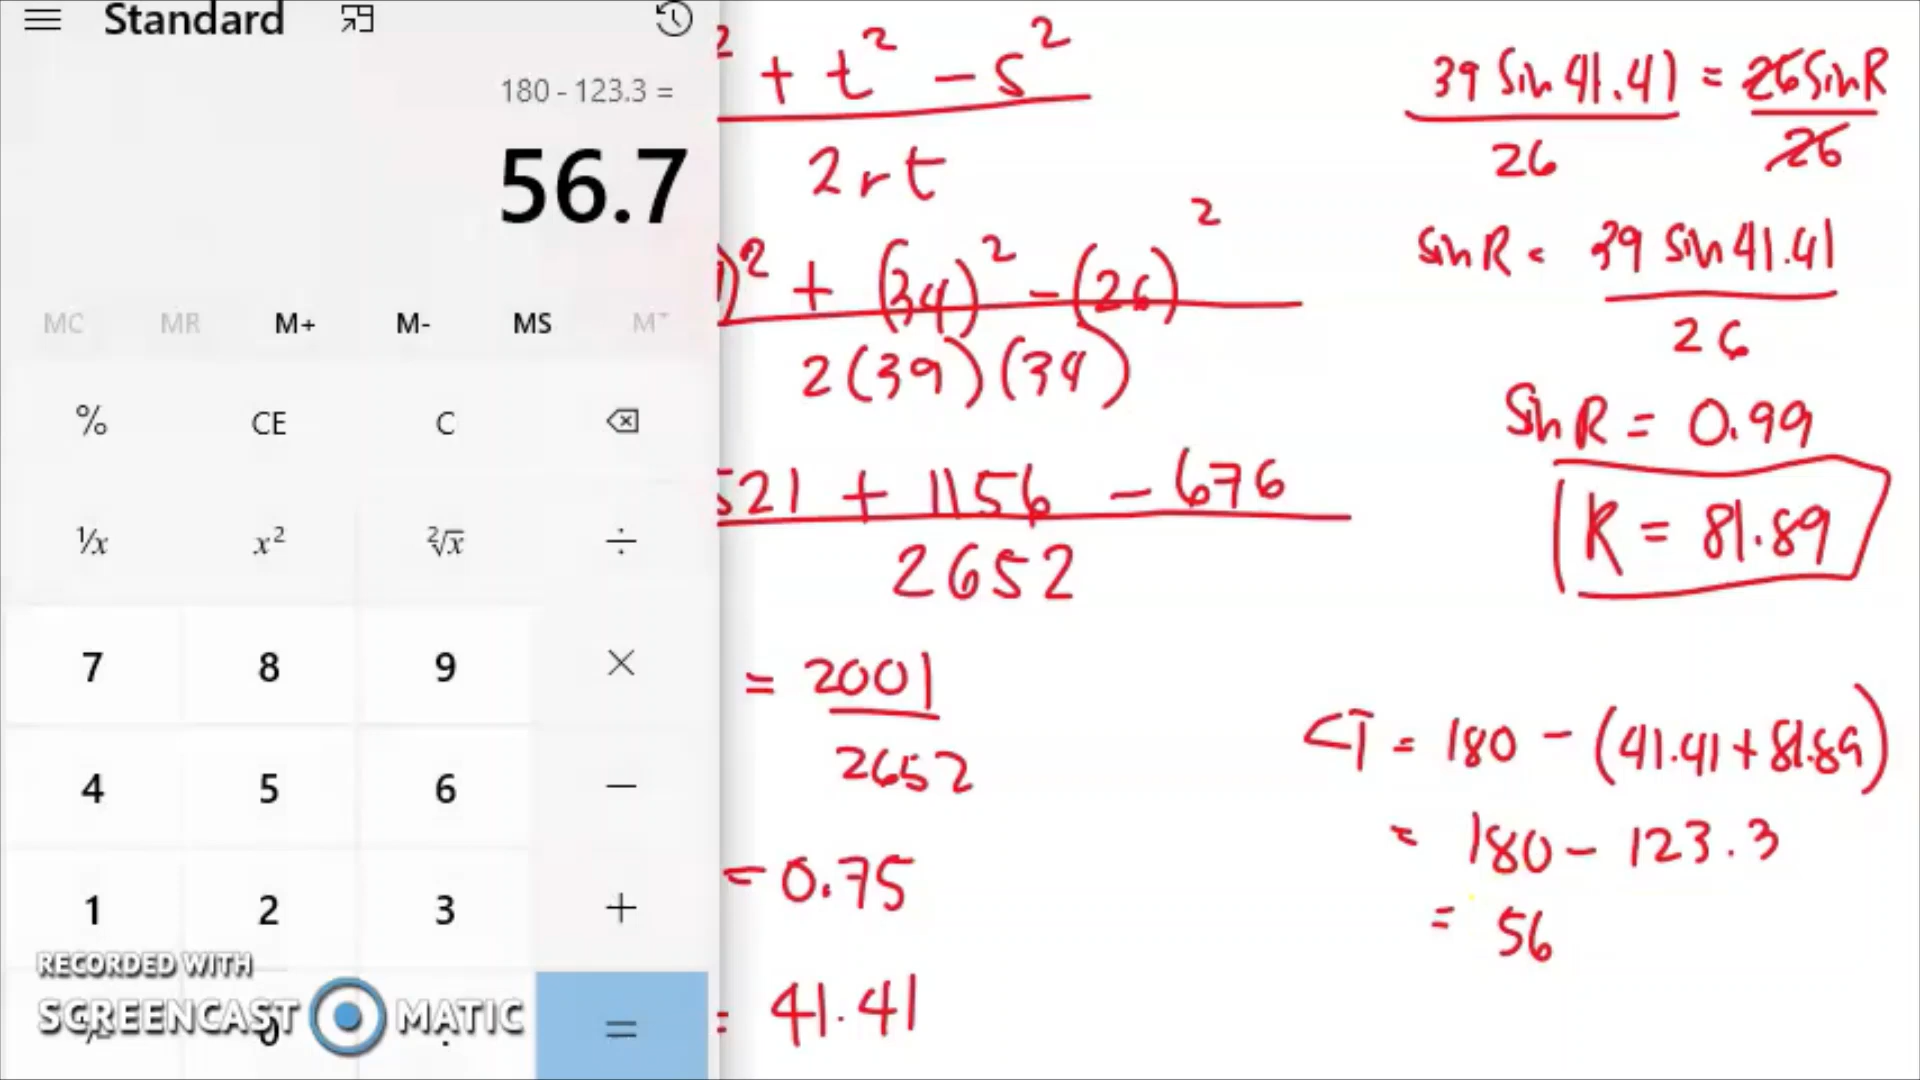 Standard
180 - 123.3 =
56.7
MC MR M+ M- MS M
% CE C
¹/x x² ²√x ÷
7 8 9 ×
4 5 6 −
1 2 3 +
0 . =
RECORDED WITH
SCREENCAST MATIC
² + t² - s²
2rt
)² + (34)² - (26)²
2(39)(34)
521 + 1156 - 676
2652
= 2001
2652
= 0.75
= 41.41
39 Sin 41.41 = 26 Sin R
26 26
Sin R = 39 sin 41.41
26
Sin R = 0.99
R = 81.89
<T = 180 - (41.41 + 81.89)
= 180 - 123.3
= 56